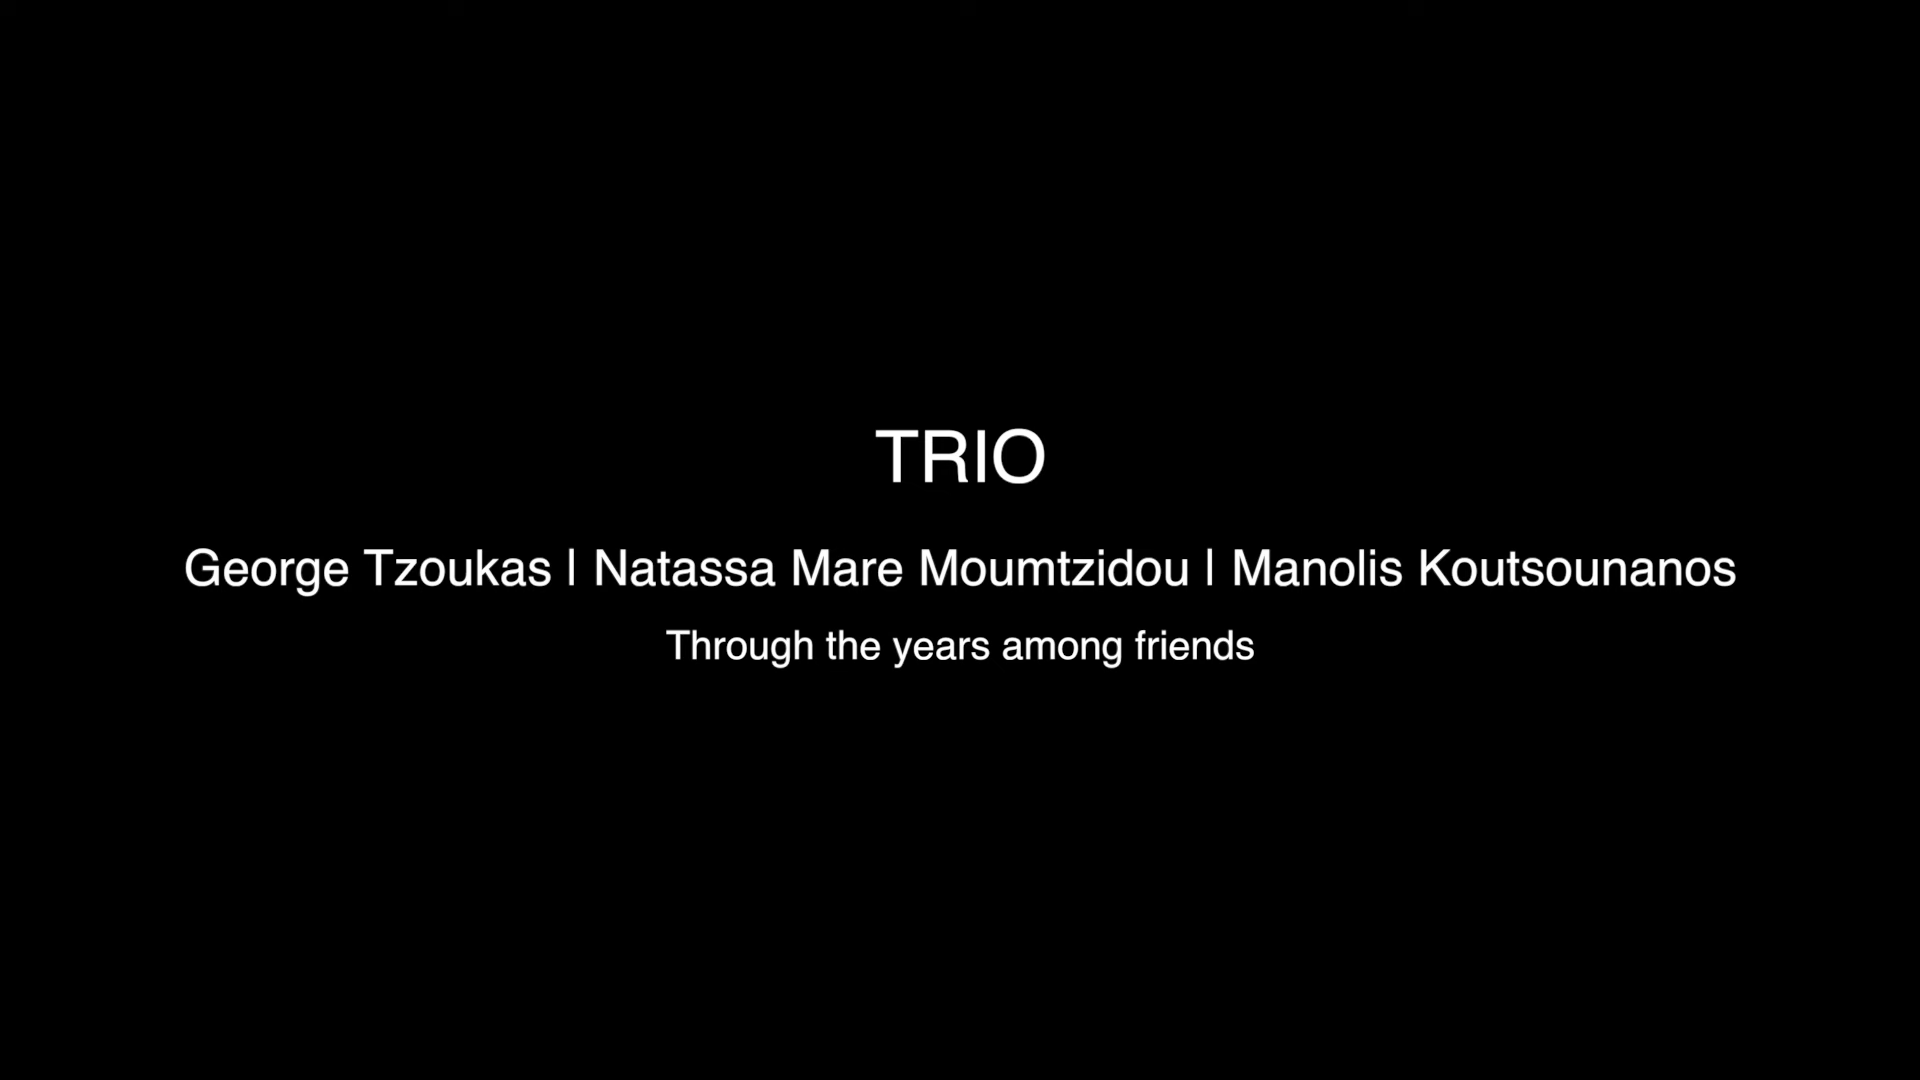 TRIO
George Tzoukas | Natassa Mare Moumtzidou | Manolis Koutsounanos
Through the years among friends